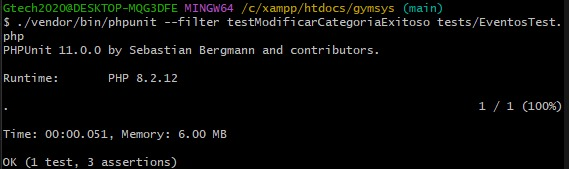 Gtech2020@DESKTOP-MQG3DFE MINGW64 /c/xampp/htdocs/gymsys (main)
$ ./vendor/bin/phpunit --filter testModificarCategoriaExitoso tests/EventosTest.
php
PHPUnit 11.0.0 by Sebastian Bergmann and contributors.
Runtime:       PHP 8.2.12
.                                                                   1 / 1 (100%)
Time: 00:00.051, Memory: 6.00 MB
OK (1 test, 3 assertions)